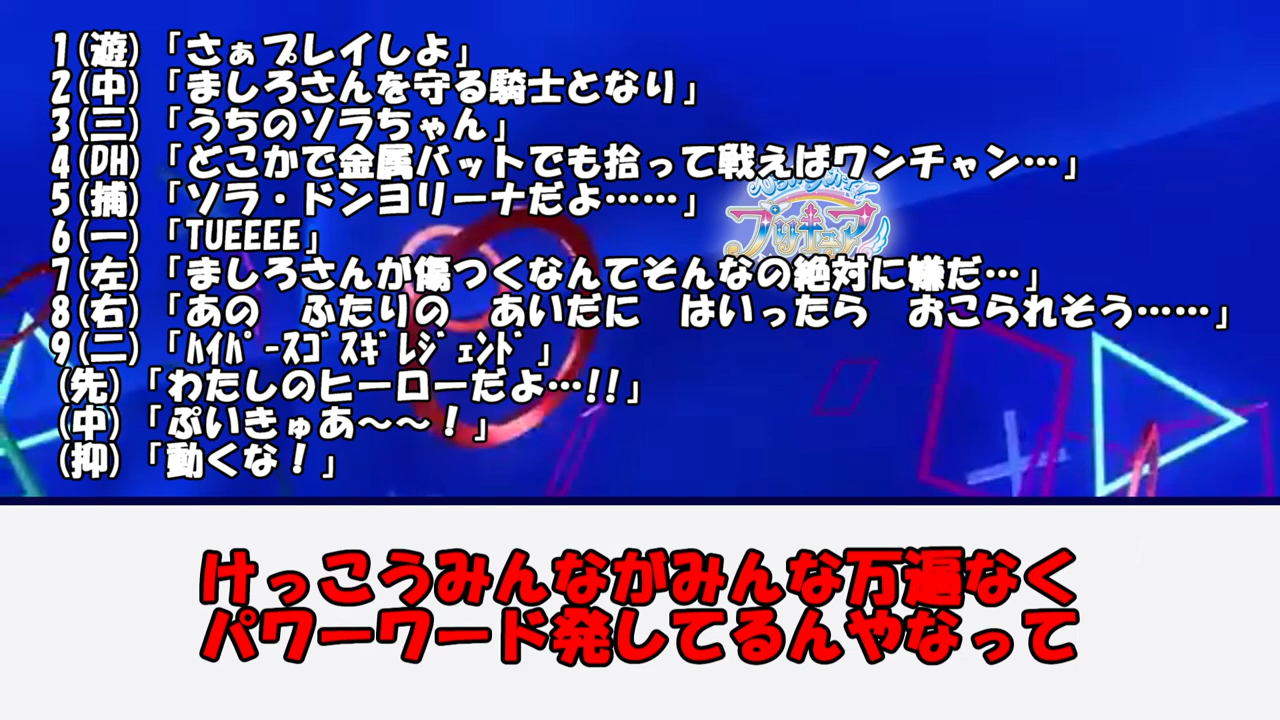 1(遊)「さぁプレイしよ」
2(中)「ましろさんを守る騎士となり」
3(三)「うちのソラちゃん」
4(DH)「どこかで金属バットでも拾って戦えばワンチャン…」
5(捕)「ソラ・ドンヨリーナだよ……」
6(一)「TUEEEE」
7(左)「ましろさんが傷つくなんてそんなの絶対に嫌だ…」
8(右)「あの　ふたりの　あいだに　はいったら　おこられそう……」
9(二)「ﾊｲﾊﾟｰｽｺﾞｽｷﾞﾚｼﾞｪﾝﾄﾞ」
(先)「わたしのヒーローだよ…!!」
(中)「ぷいきゅあ～～！」
(抑)「動くな！」
プリキュア
けっこうみんながみんな万遍なく
パワーワード発してるんやなって